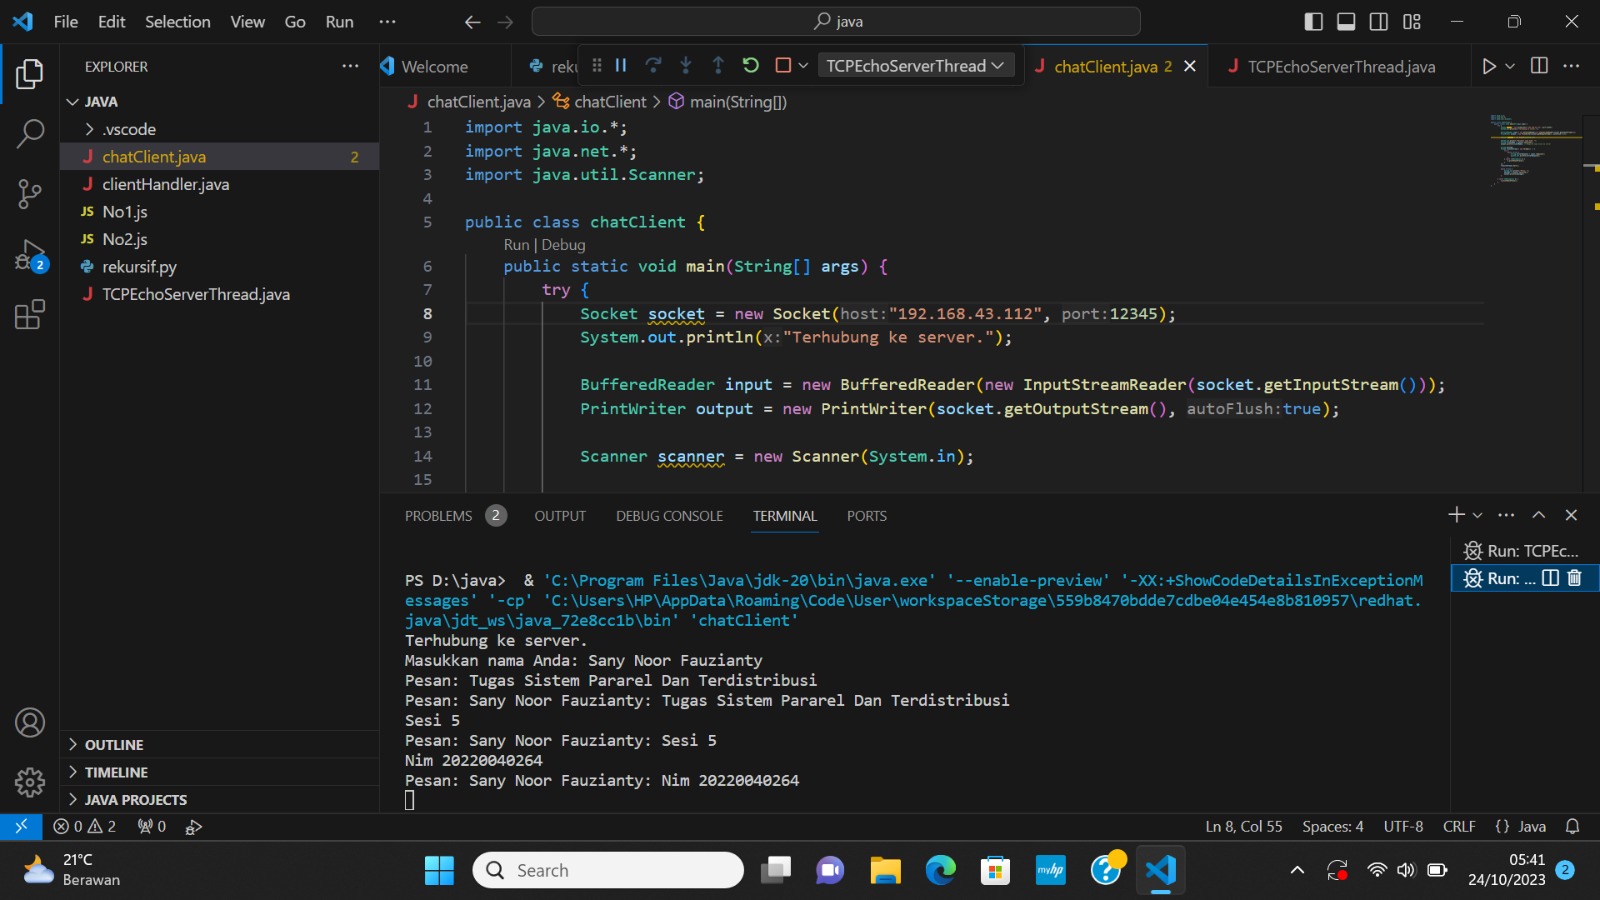 File Edit Selection View Go Run ··· java
EXPLORER ···
JAVA
.vscode
J chatClient.java 2
J clientHandler.java
JS No1.js
JS No2.js
rekursif.py
J TCPEchoServerThread.java
OUTLINE
TIMELINE
JAVA PROJECTS
2
Welcome
reku
TCPEchoServerThread
J chatClient.java 2
J TCPEchoServerThread.java
J chatClient.java > chatClient > main(String[])
1 import java.io.*;
2 import java.net.*;
3 import java.util.Scanner;
4
5 public class chatClient {
Run | Debug
6 public static void main(String[] args) {
7 try {
8 Socket socket = new Socket(host:"192.168.43.112", port:12345);
9 System.out.println(x:"Terhubung ke server.");
10
11 BufferedReader input = new BufferedReader(new InputStreamReader(socket.getInputStream()));
12 PrintWriter output = new PrintWriter(socket.getOutputStream(), autoFlush:true);
13
14 Scanner scanner = new Scanner(System.in);
15
PROBLEMS 2 OUTPUT DEBUG CONSOLE TERMINAL PORTS
PS D:\java> & 'C:\Program Files\Java\jdk-20\bin\java.exe' '--enable-preview' '-XX:+ShowCodeDetailsInExceptionM
essages' '-cp' 'C:\Users\HP\AppData\Roaming\Code\User\workspaceStorage\559b8470bdde7cdbe04e454e8b810957\redhat.
java\jdt_ws\java_72e8cc1b\bin' 'chatClient'
Terhubung ke server.
Masukkan nama Anda: Sany Noor Fauzianty
Pesan: Tugas Sistem Pararel Dan Terdistribusi
Pesan: Sany Noor Fauzianty: Tugas Sistem Pararel Dan Terdistribusi
Sesi 5
Pesan: Sany Noor Fauzianty: Sesi 5
Nim 20220040264
Pesan: Sany Noor Fauzianty: Nim 20220040264
Run: TCPEc...
Run: ...
0 2 0
Ln 8, Col 55 Spaces: 4 UTF-8 CRLF {} Java
21°C
Berawan
Search
myhp
05:41
24/10/2023
2